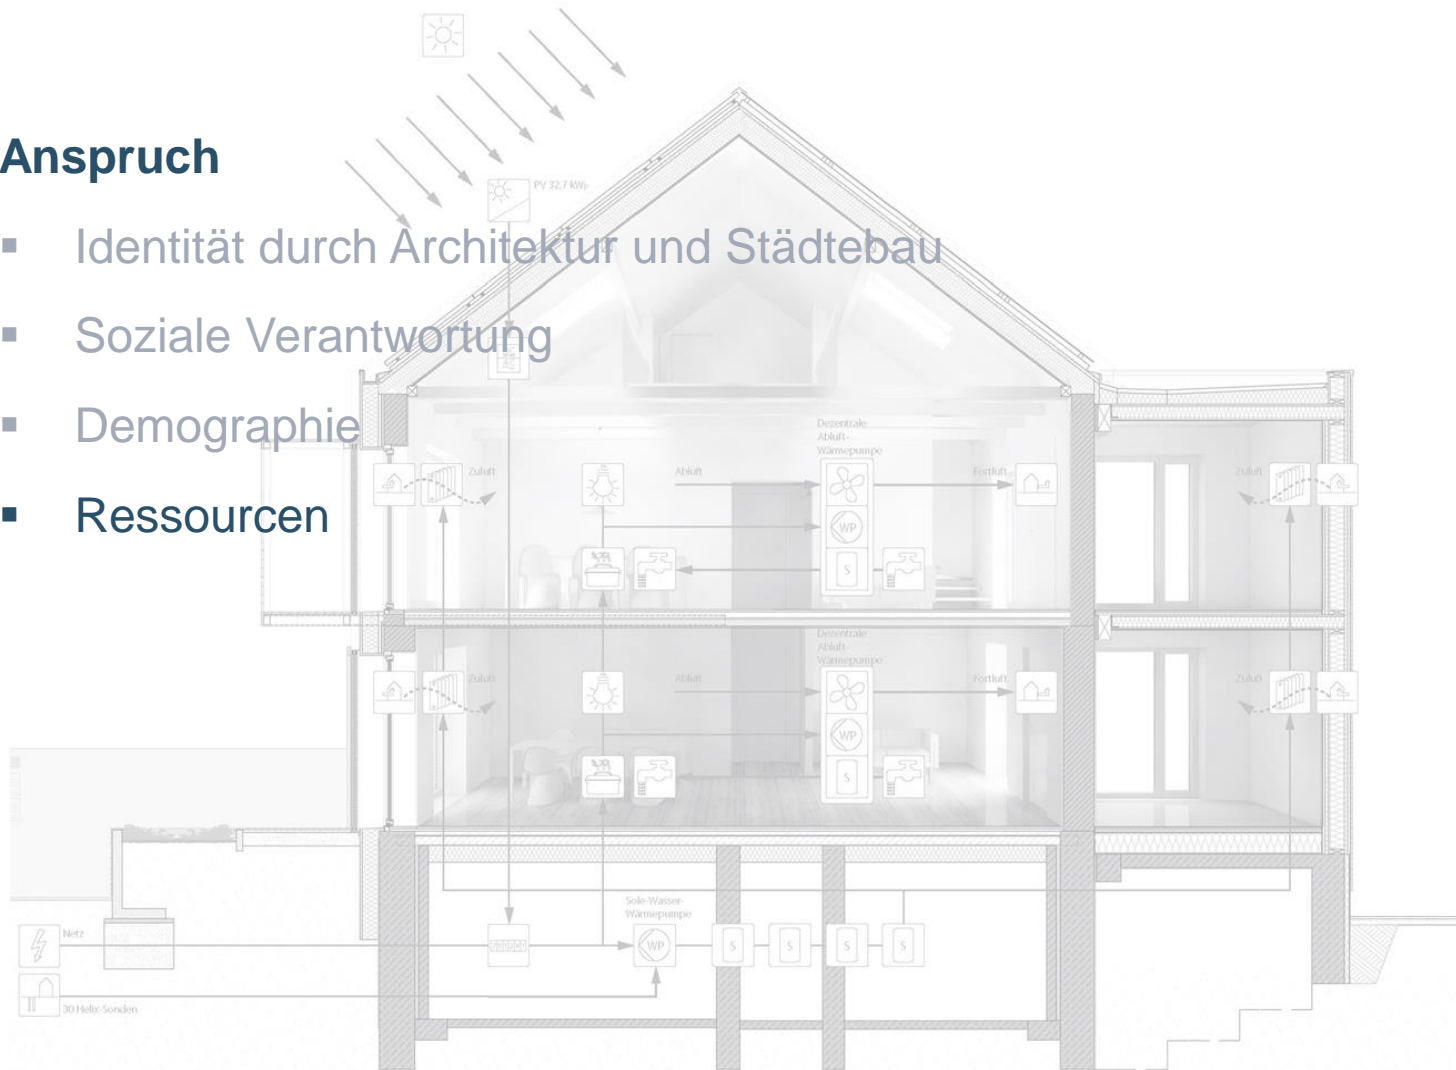 Anspruch
PV 32,7 kWp
Identität durch Architektur und Städtebau
Soziale Verantwortung
Demographie
Dezentrale
Abluft-
Wärmepumpe
Zuluft
Abluft
Fortluft
Zuluft
Ressourcen
WP
S
Dezentrale
Abluft-
Wärmepumpe
Zuluft
Abluft
Fortluft
Zuluft
WP
S
Sole-Wasser-
Wärmepumpe
Netz
WP
S
S
S
S
30 Helix-Sonden